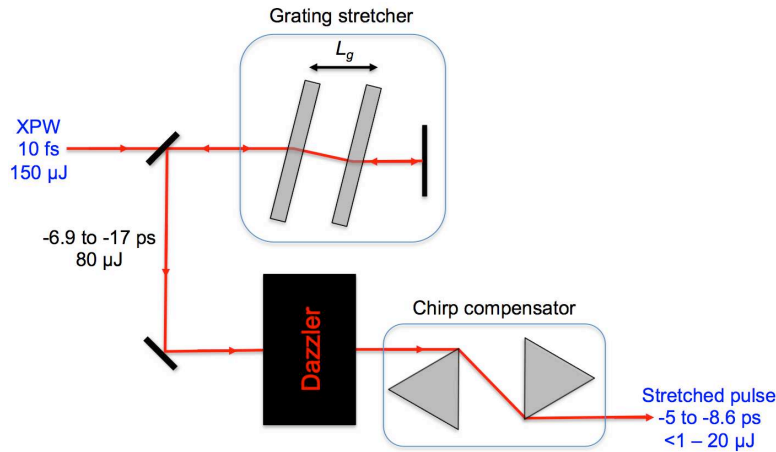 Grating stretcher
L_g
XPW
10 fs
150 µJ
-6.9 to -17 ps
80 µJ
Dazzler
Chirp compensator
Stretched pulse
-5 to -8.6 ps
<1 – 20 µJ